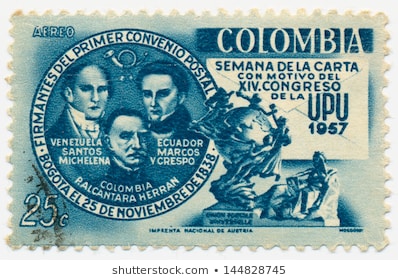 AEREO
COLOMBIA
FIRMANTES DEL PRIMER CONVENIO POSTAL
BOGOTA EL 25 DE NOVIEMBRE DE 1838
SEMANA DE LA CARTA
CON MOTIVO DEL
XIV. CONGRESO
DE LA UPU
1957
VENEZUELA
SANTOS
MICHELENA
ECUADOR
MARCOS
Y CRESPO
COLOMBIA
P. ALCANTARA HERRAN
25c
UNION POSTALE
UNIVERSELLE
IMPRENTA NACIONAL DE AUSTRIA
shutterstock.com • 144828745